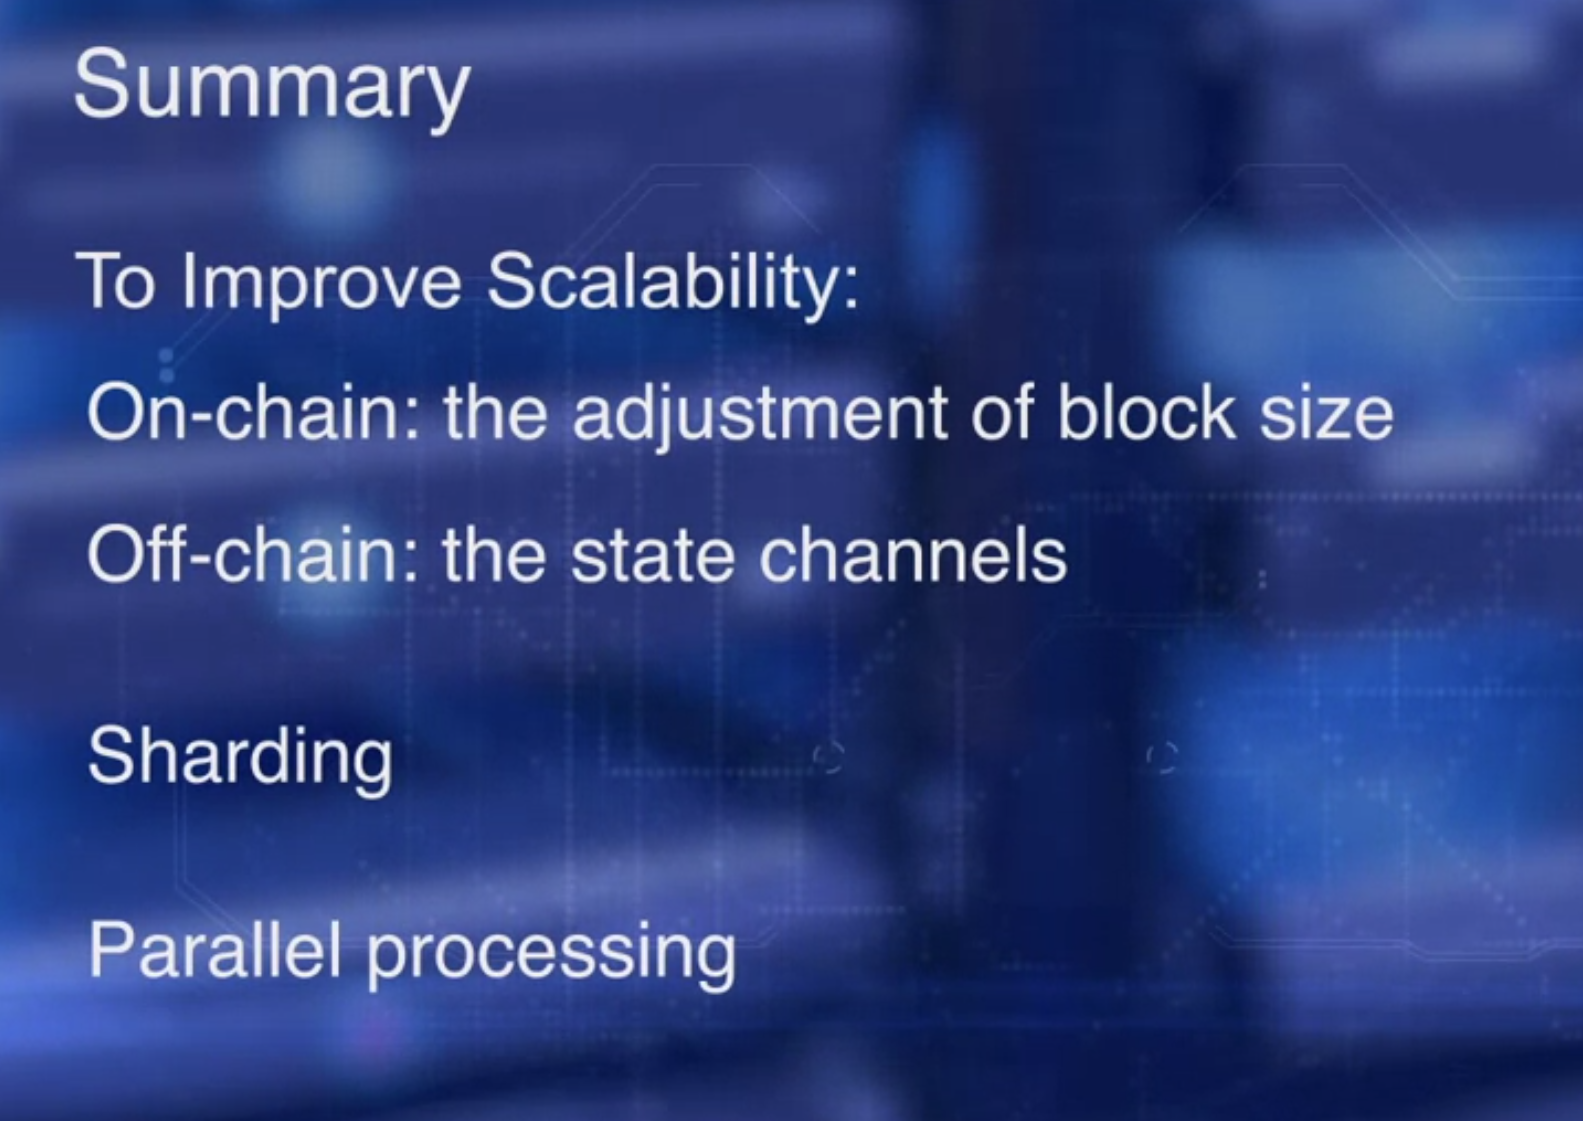 Summary
To Improve Scalability:
On-chain: the adjustment of block size
Off-chain: the state channels
Sharding
Parallel processing